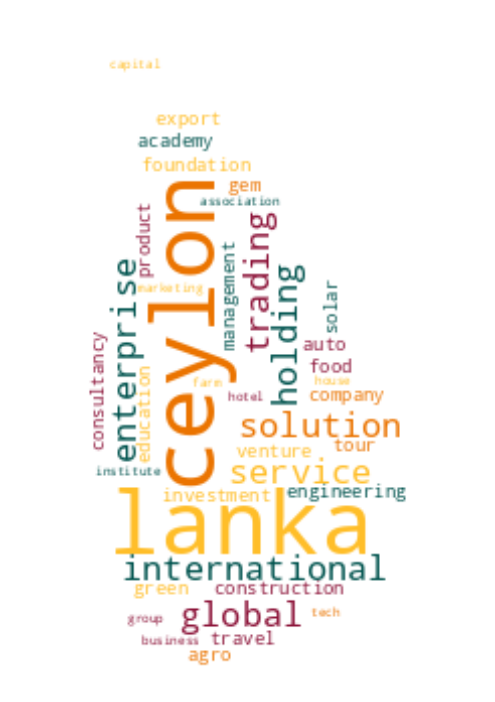 capital
export
academy
foundation
gem
association
ceylon
product
trading
management
enterprise
holding
marketing
solar
consultancy
auto
food
education
farm
house
hotel
company
solution
tour
venture
service
institute
investment
engineering
lanka
international
green
construction
global
group
tech
business
travel
agro